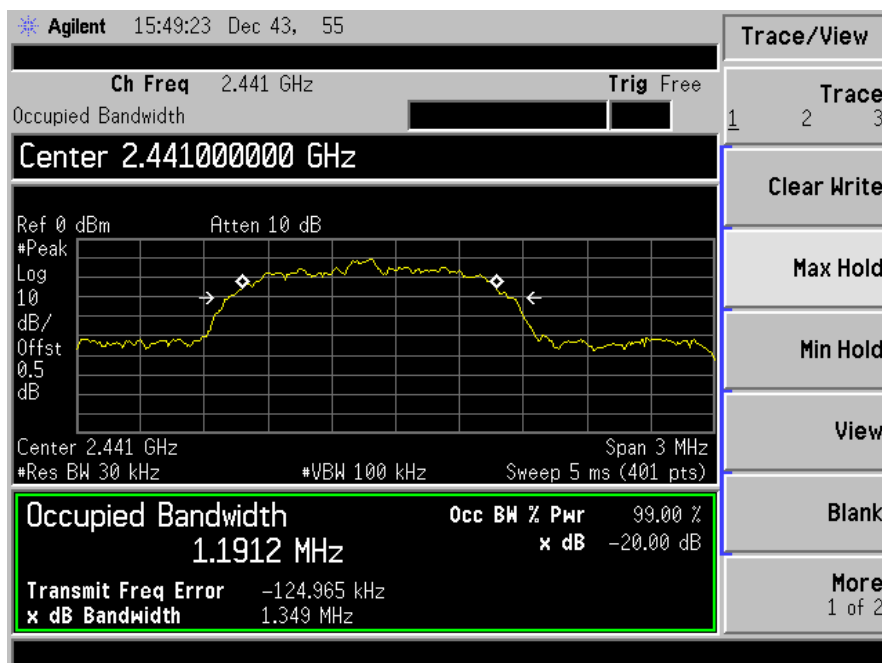 Agilent 15:49:23 Dec 43, 55
Trace/View
Ch Freq 2.441 GHz Trig Free
Occupied Bandwidth
Trace
1 2 3
Center 2.441000000 GHz
Clear Write
Ref 0 dBm Atten 10 dB
#Peak
Log
10
dB/
Offst
0.5
dB
Max Hold
Min Hold
Center 2.441 GHz Span 3 MHz
#Res BW 30 kHz #VBW 100 kHz Sweep 5 ms (401 pts)
View
Occupied Bandwidth Occ BW % Pwr 99.00 %
1.1912 MHz x dB -20.00 dB
Blank
Transmit Freq Error -124.965 kHz
x dB Bandwidth 1.349 MHz
More
1 of 2